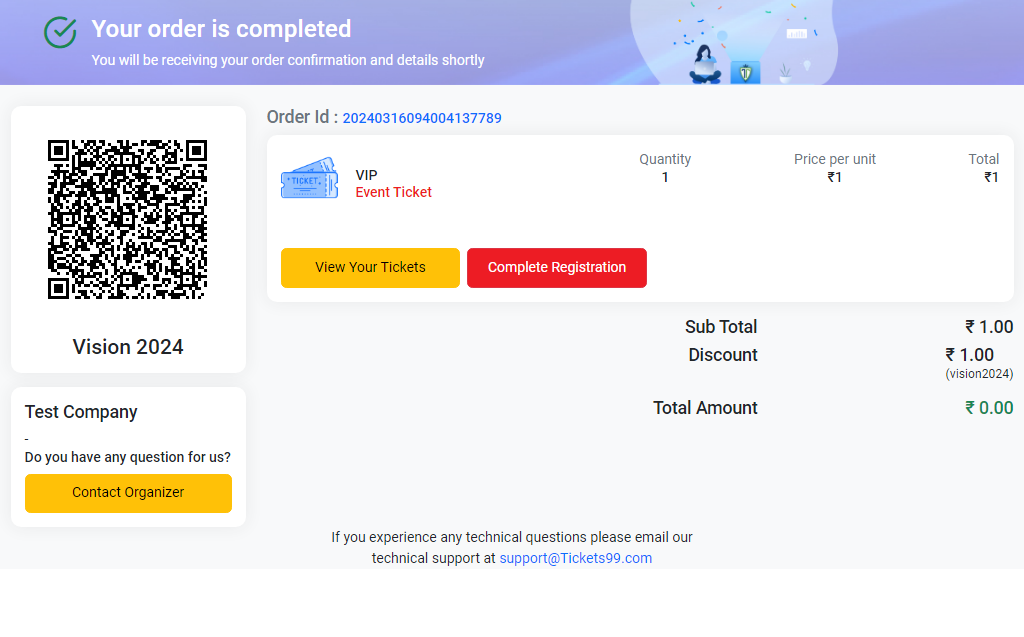 Your order is completed
You will be receiving your order confirmation and details shortly
Order Id : 20240316094004137789
TICKET
VIP
Event Ticket
Quantity
1
Price per unit
₹1
Total
₹1
View Your Tickets
Complete Registration
Vision 2024
Sub Total
₹ 1.00
Discount
₹ 1.00
(vision2024)
Total Amount
₹ 0.00
Test Company
-
Do you have any question for us?
Contact Organizer
If you experience any technical questions please email our
technical support at support@Tickets99.com